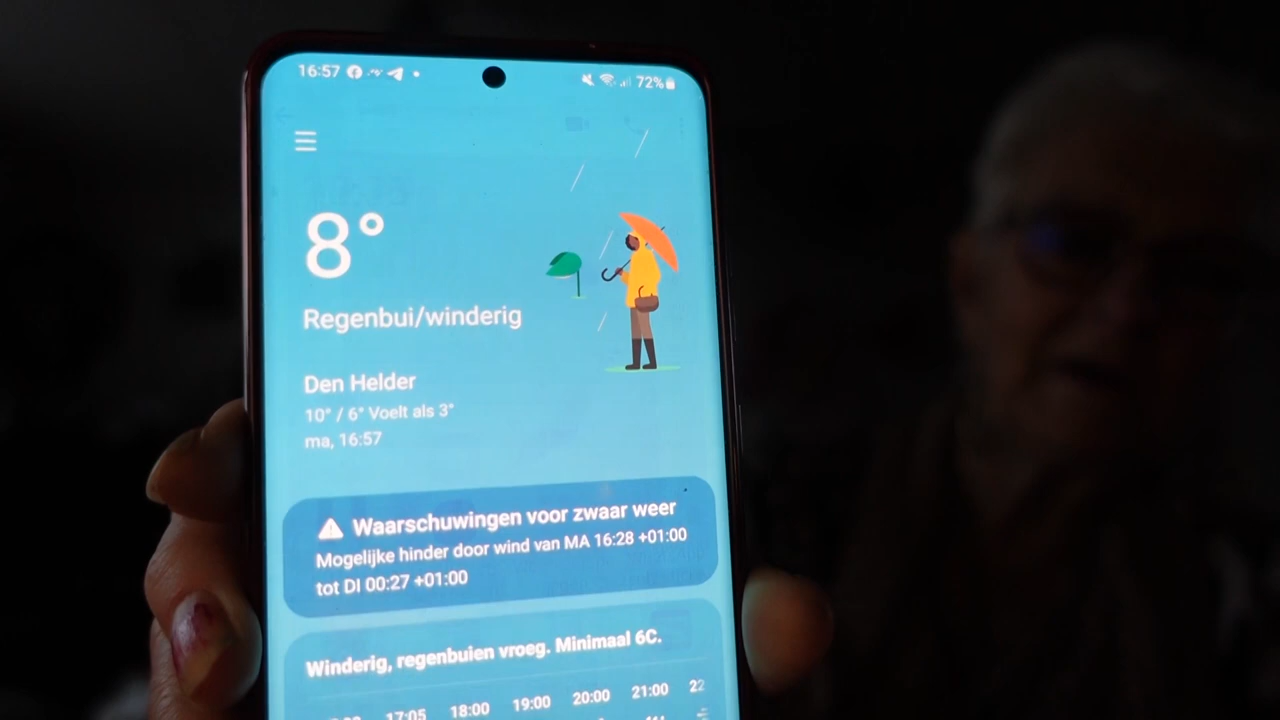 16:57
72%
8°
Regenbui/winderig
Den Helder
10° / 6° Voelt als 3°
ma, 16:57
Waarschuwingen voor zwaar weer
Mogelijke hinder door wind van MA 16:28 +01:00
tot DI 00:27 +01:00
Winderig, regenbuien vroeg. Minimaal 6C.
17:05 18:00 19:00 20:00 21:00 22